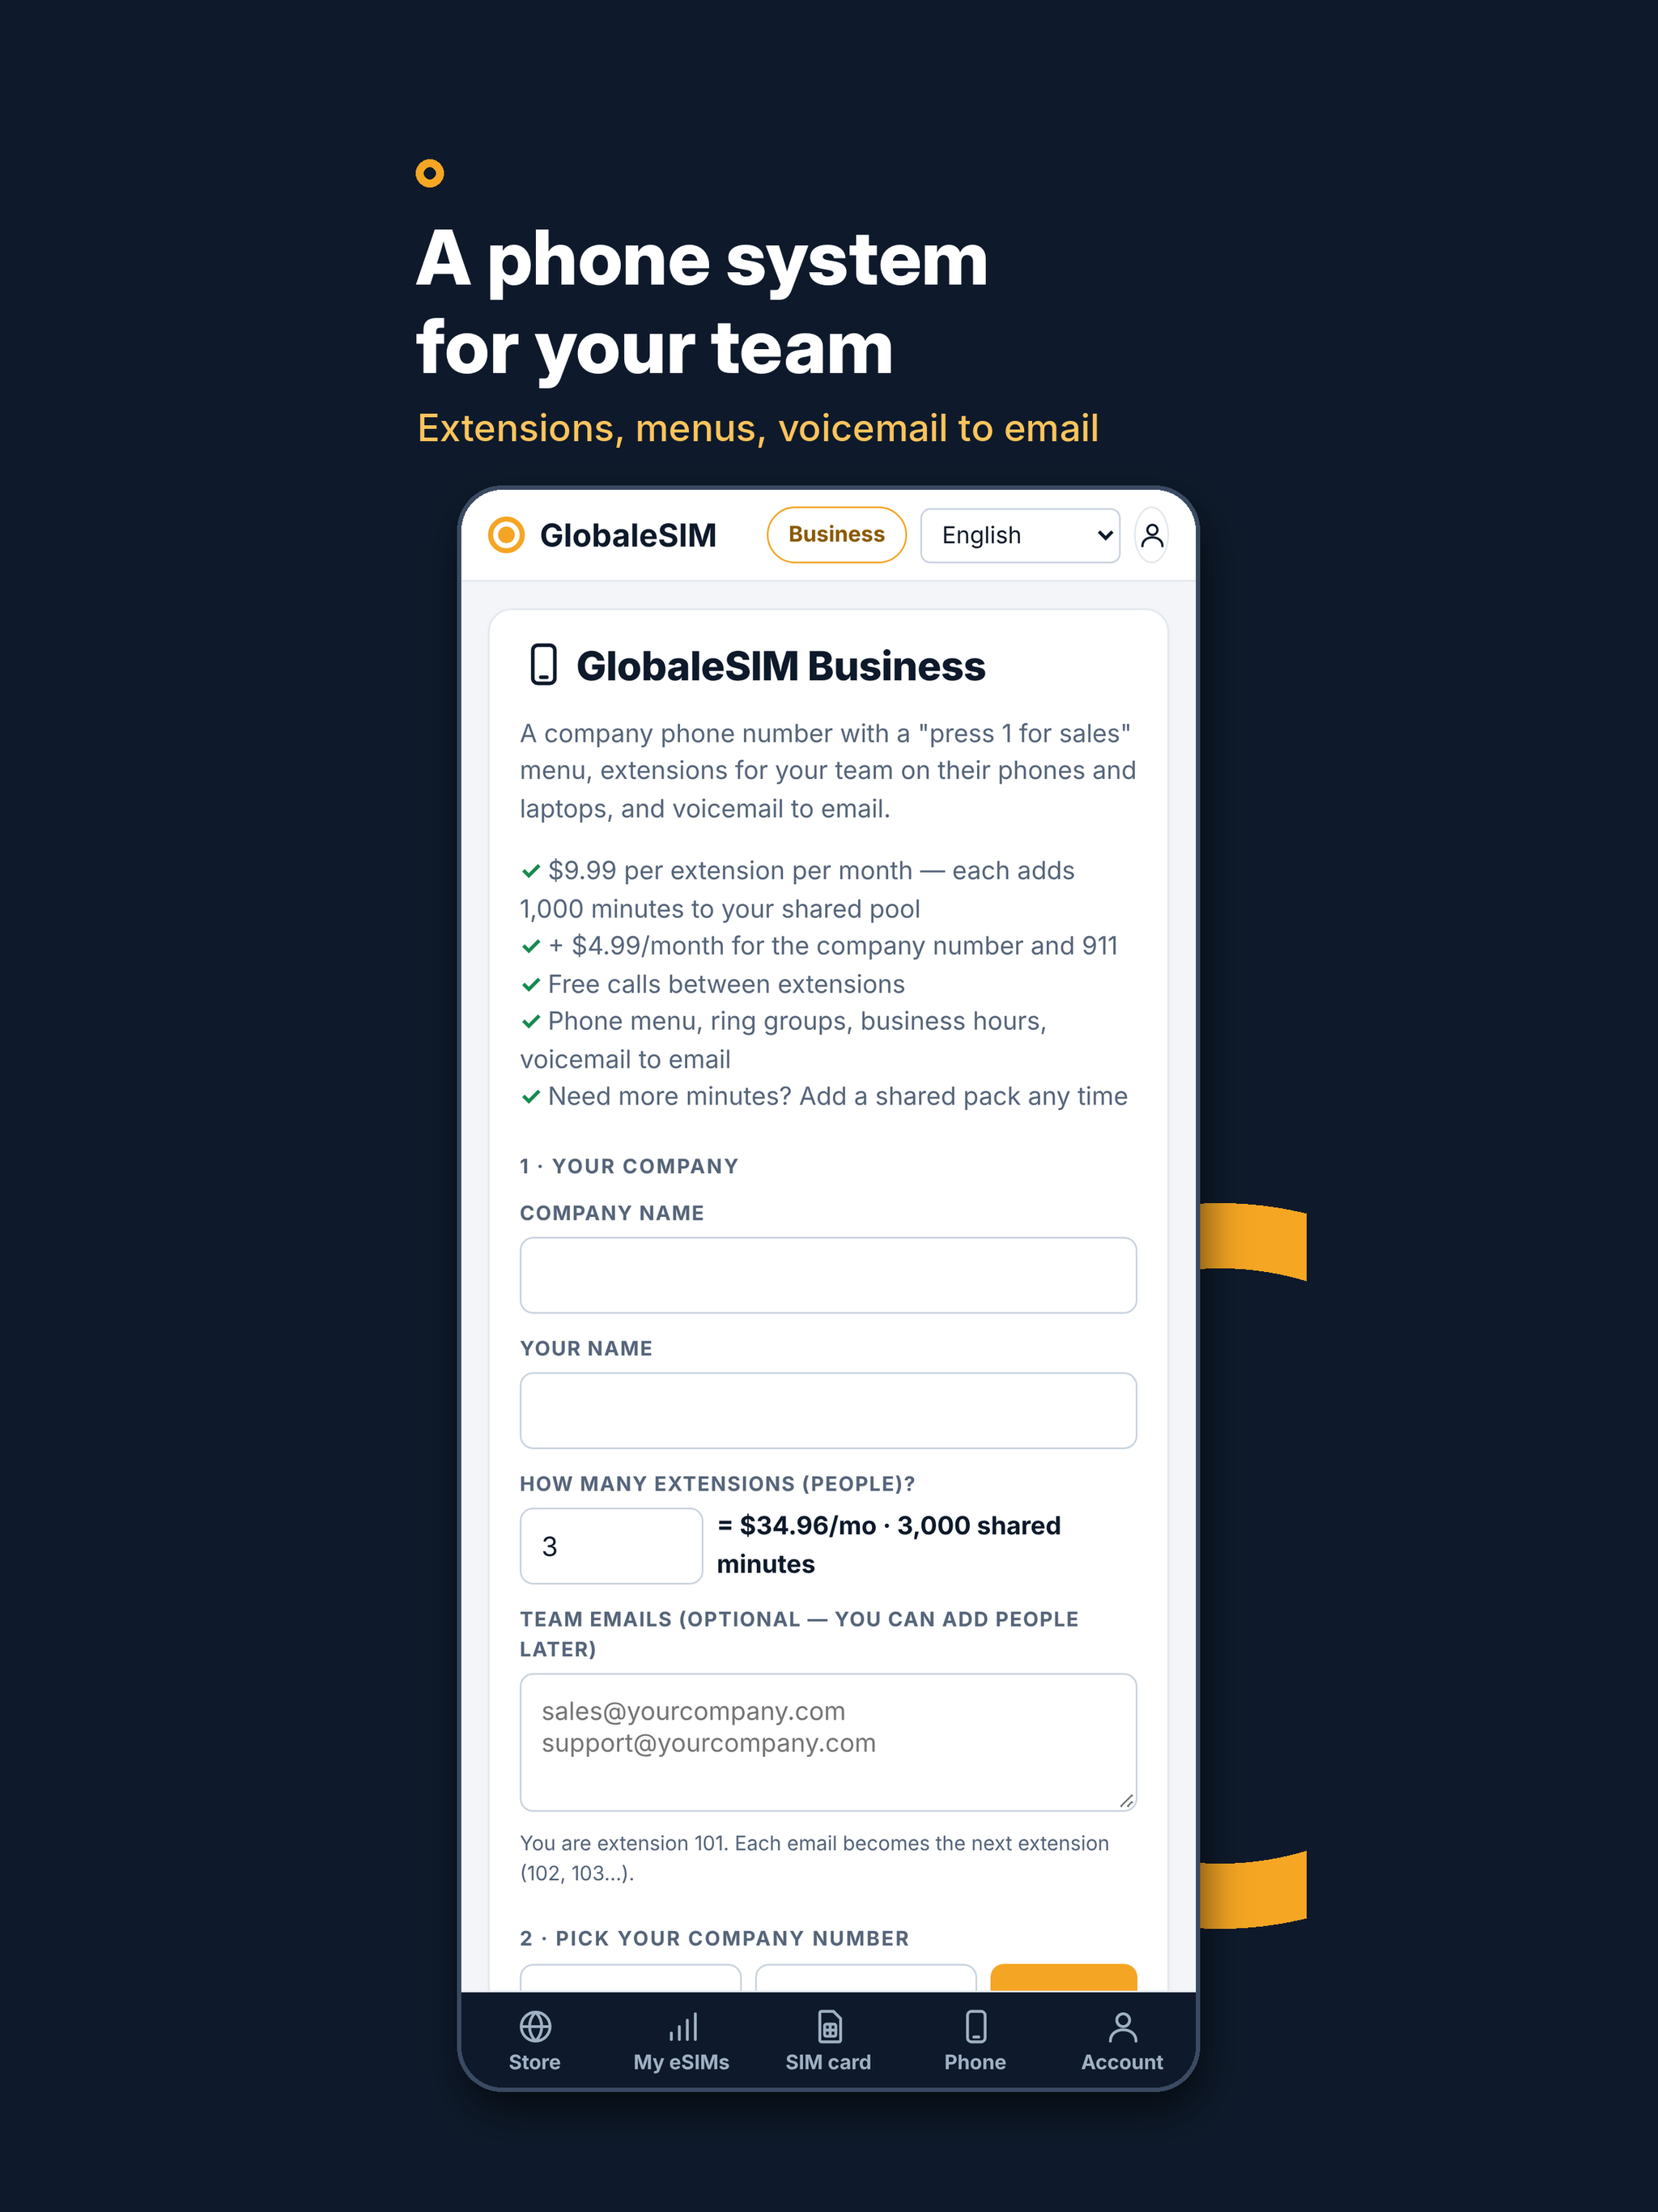 A phone system
for your team
Extensions, menus, voicemail to email
GlobaleSIM
Business
English
GlobaleSIM Business
A company phone number with a "press 1 for sales"
menu, extensions for your team on their phones and
laptops, and voicemail to email.
✓ $9.99 per extension per month — each adds
1,000 minutes to your shared pool
✓ + $4.99/month for the company number and 911
✓ Free calls between extensions
✓ Phone menu, ring groups, business hours,
voicemail to email
✓ Need more minutes? Add a shared pack any time
1 · YOUR COMPANY
COMPANY NAME
YOUR NAME
HOW MANY EXTENSIONS (PEOPLE)?
3
= $34.96/mo · 3,000 shared
minutes
TEAM EMAILS (OPTIONAL — YOU CAN ADD PEOPLE
LATER)
sales@yourcompany.com
support@yourcompany.com
You are extension 101. Each email becomes the next extension
(102, 103...).
2 · PICK YOUR COMPANY NUMBER
Store
My eSIMs
SIM card
Phone
Account